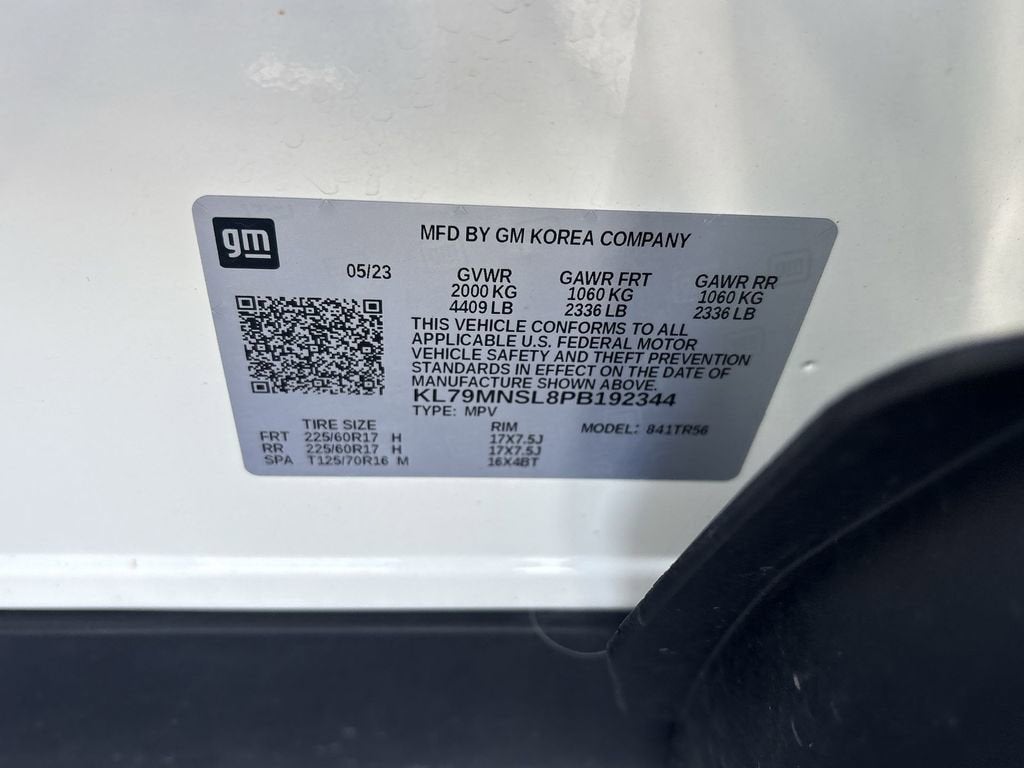 gm
MFD BY GM KOREA COMPANY
05/23 GVWR GAWR FRT GAWR RR
2000 KG 1060 KG 1060 KG
4409 LB 2336 LB 2336 LB
THIS VEHICLE CONFORMS TO ALL
APPLICABLE U.S. FEDERAL MOTOR
VEHICLE SAFETY AND THEFT PREVENTION
STANDARDS IN EFFECT ON THE DATE OF
MANUFACTURE SHOWN ABOVE.
KL79MNSL8PB192344
TYPE: MPV
TIRE SIZE RIM MODEL: 841TR56
FRT 225/60R17 H 17X7.5J
RR 225/60R17 H 17X7.5J
SPA T125/70R16 M 16X4BT